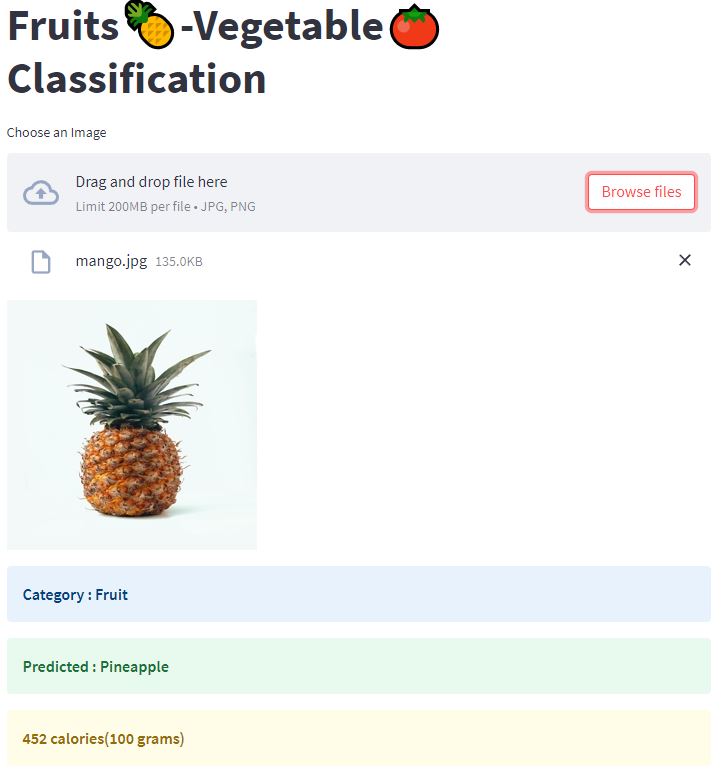 Fruits🍍-Vegetable🍅
Classification
Choose an Image
Drag and drop file here
Limit 200MB per file • JPG, PNG
Browse files
mango.jpg 135.0KB
Category : Fruit
Predicted : Pineapple
452 calories(100 grams)